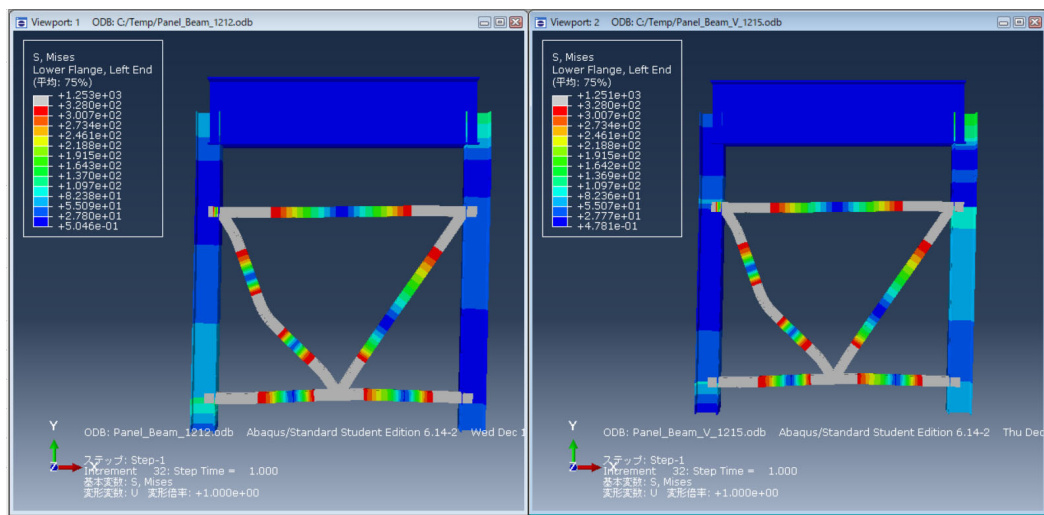 Viewport: 1 ODB: C:/Temp/Panel_Beam_1212.odb
S, Mises
Lower Flange, Left End
(平均: 75%)
+1.253e+03
+3.280e+02
+3.007e+02
+2.734e+02
+2.461e+02
+2.188e+02
+1.915e+02
+1.643e+02
+1.370e+02
+1.097e+02
+8.238e+01
+5.509e+01
+2.780e+01
+5.046e-01
Y
X
Z
ODB: Panel_Beam_1212.odb Abaqus/Standard Student Edition 6.14-2 Wed Dec 1
ステップ: Step-1
Increment 32: Step Time = 1.000
基本変数: S, Mises
変形変数: U 変形倍率: +1.000e+00
Viewport: 2 ODB: C:/Temp/Panel_Beam_V_1215.odb
S, Mises
Lower Flange, Left End
(平均: 75%)
+1.251e+03
+3.280e+02
+3.007e+02
+2.734e+02
+2.461e+02
+2.188e+02
+1.915e+02
+1.642e+02
+1.369e+02
+1.097e+02
+8.236e+01
+5.507e+01
+2.777e+01
+4.781e-01
Y
X
Z
ODB: Panel_Beam_V_1215.odb Abaqus/Standard Student Edition 6.14-2 Thu Dec
ステップ: Step-1
Increment 32: Step Time = 1.000
基本変数: S, Mises
変形変数: U 変形倍率: +1.000e+00